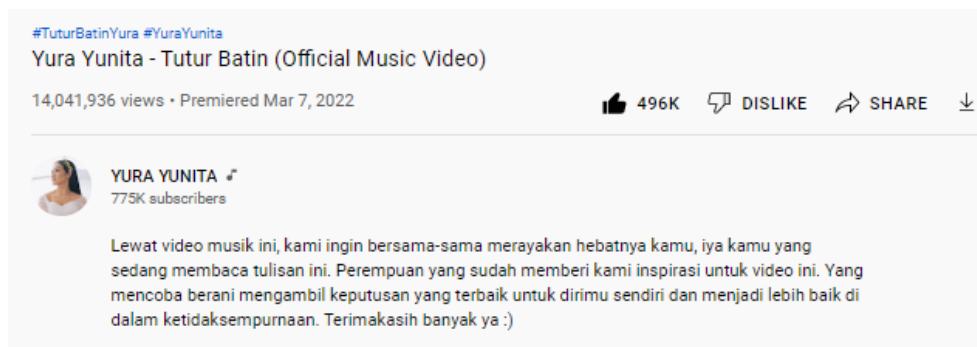 #TuturBatinYura #YuraYunita
Yura Yunita - Tutur Batin (Official Music Video)
14,041,936 views • Premiered Mar 7, 2022
496K DISLIKE SHARE
YURA YUNITA
775K subscribers
Lewat video musik ini, kami ingin bersama-sama merayakan hebatnya kamu, iya kamu yang
sedang membaca tulisan ini. Perempuan yang sudah memberi kami inspirasi untuk video ini. Yang
mencoba berani mengambil keputusan yang terbaik untuk dirimu sendiri dan menjadi lebih baik di
dalam ketidaksempurnaan. Terimakasih banyak ya :)